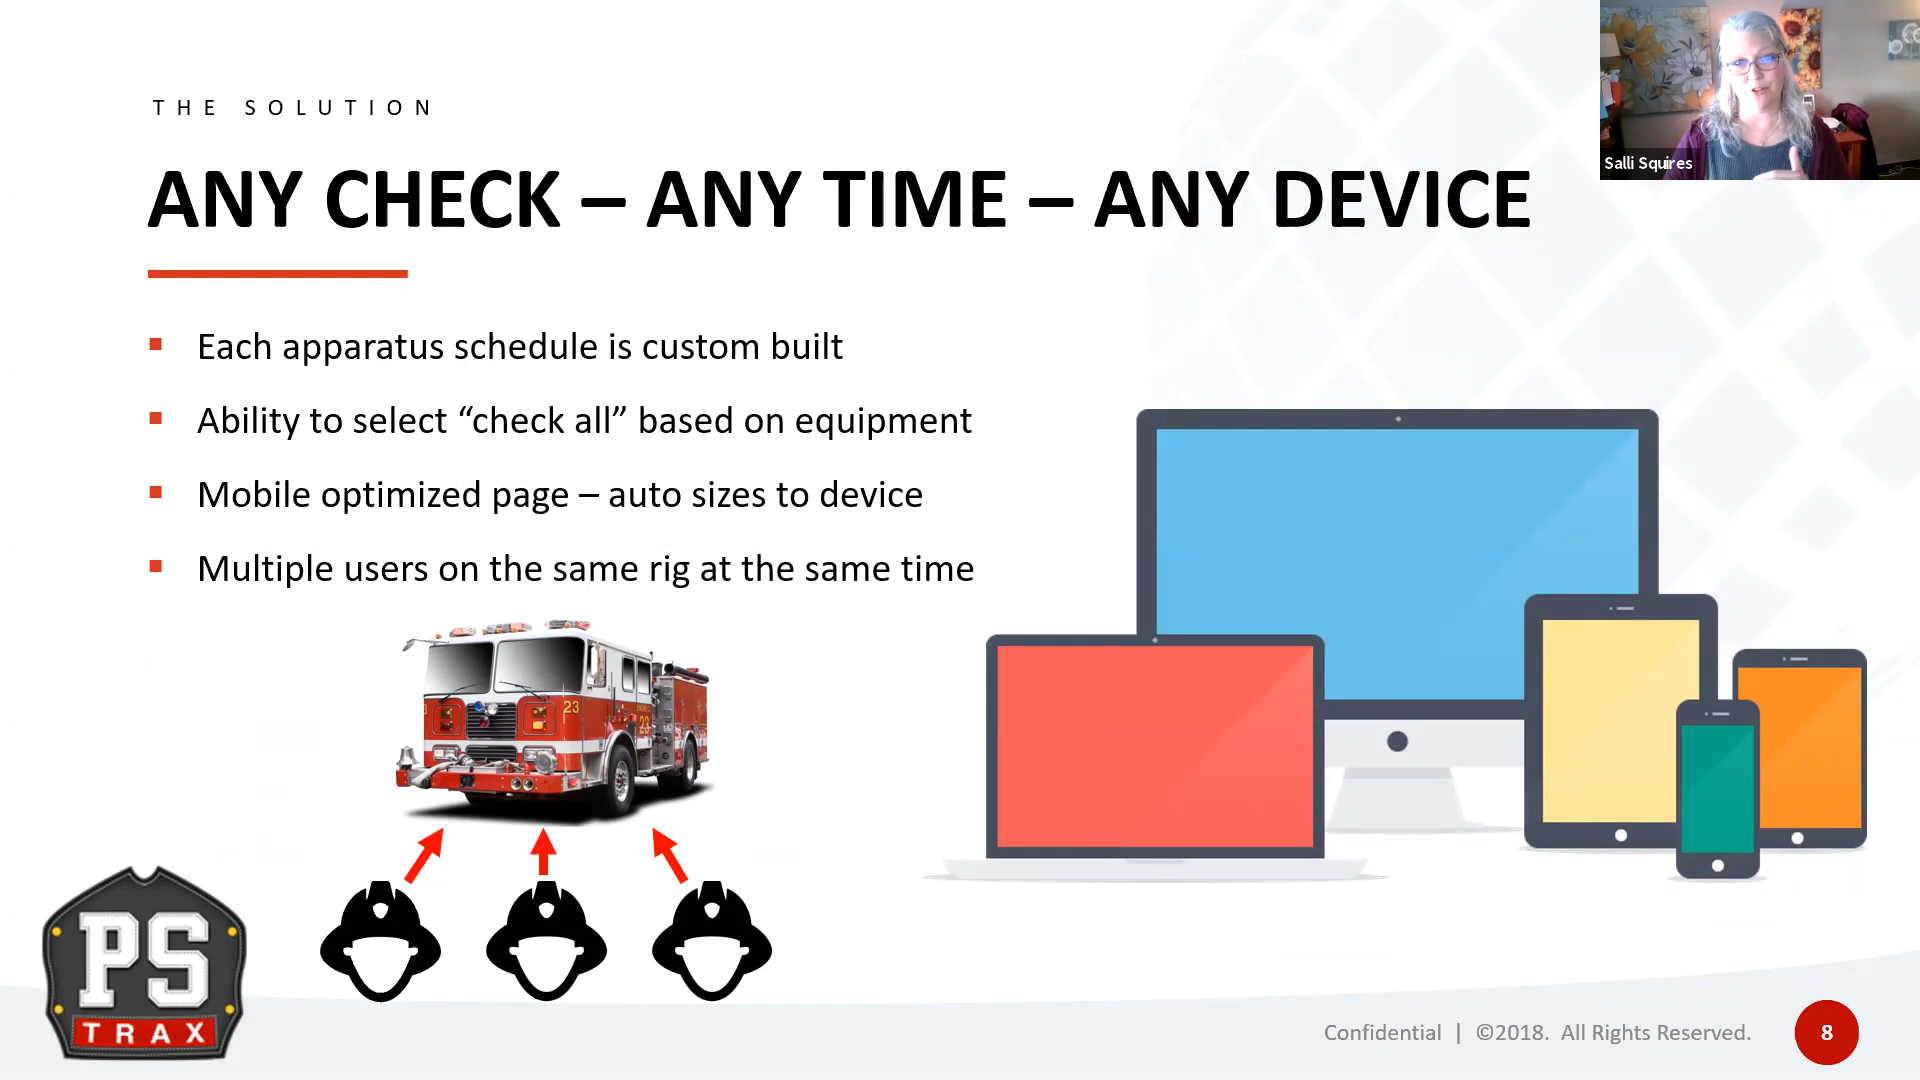 THE SOLUTION
Salli Squires
ANY CHECK – ANY TIME – ANY DEVICE
▪ Each apparatus schedule is custom built
▪ Ability to select “check all” based on equipment
▪ Mobile optimized page – auto sizes to device
▪ Multiple users on the same rig at the same time
23
23
PS
TRAX
Confidential | ©2018. All Rights Reserved.
8